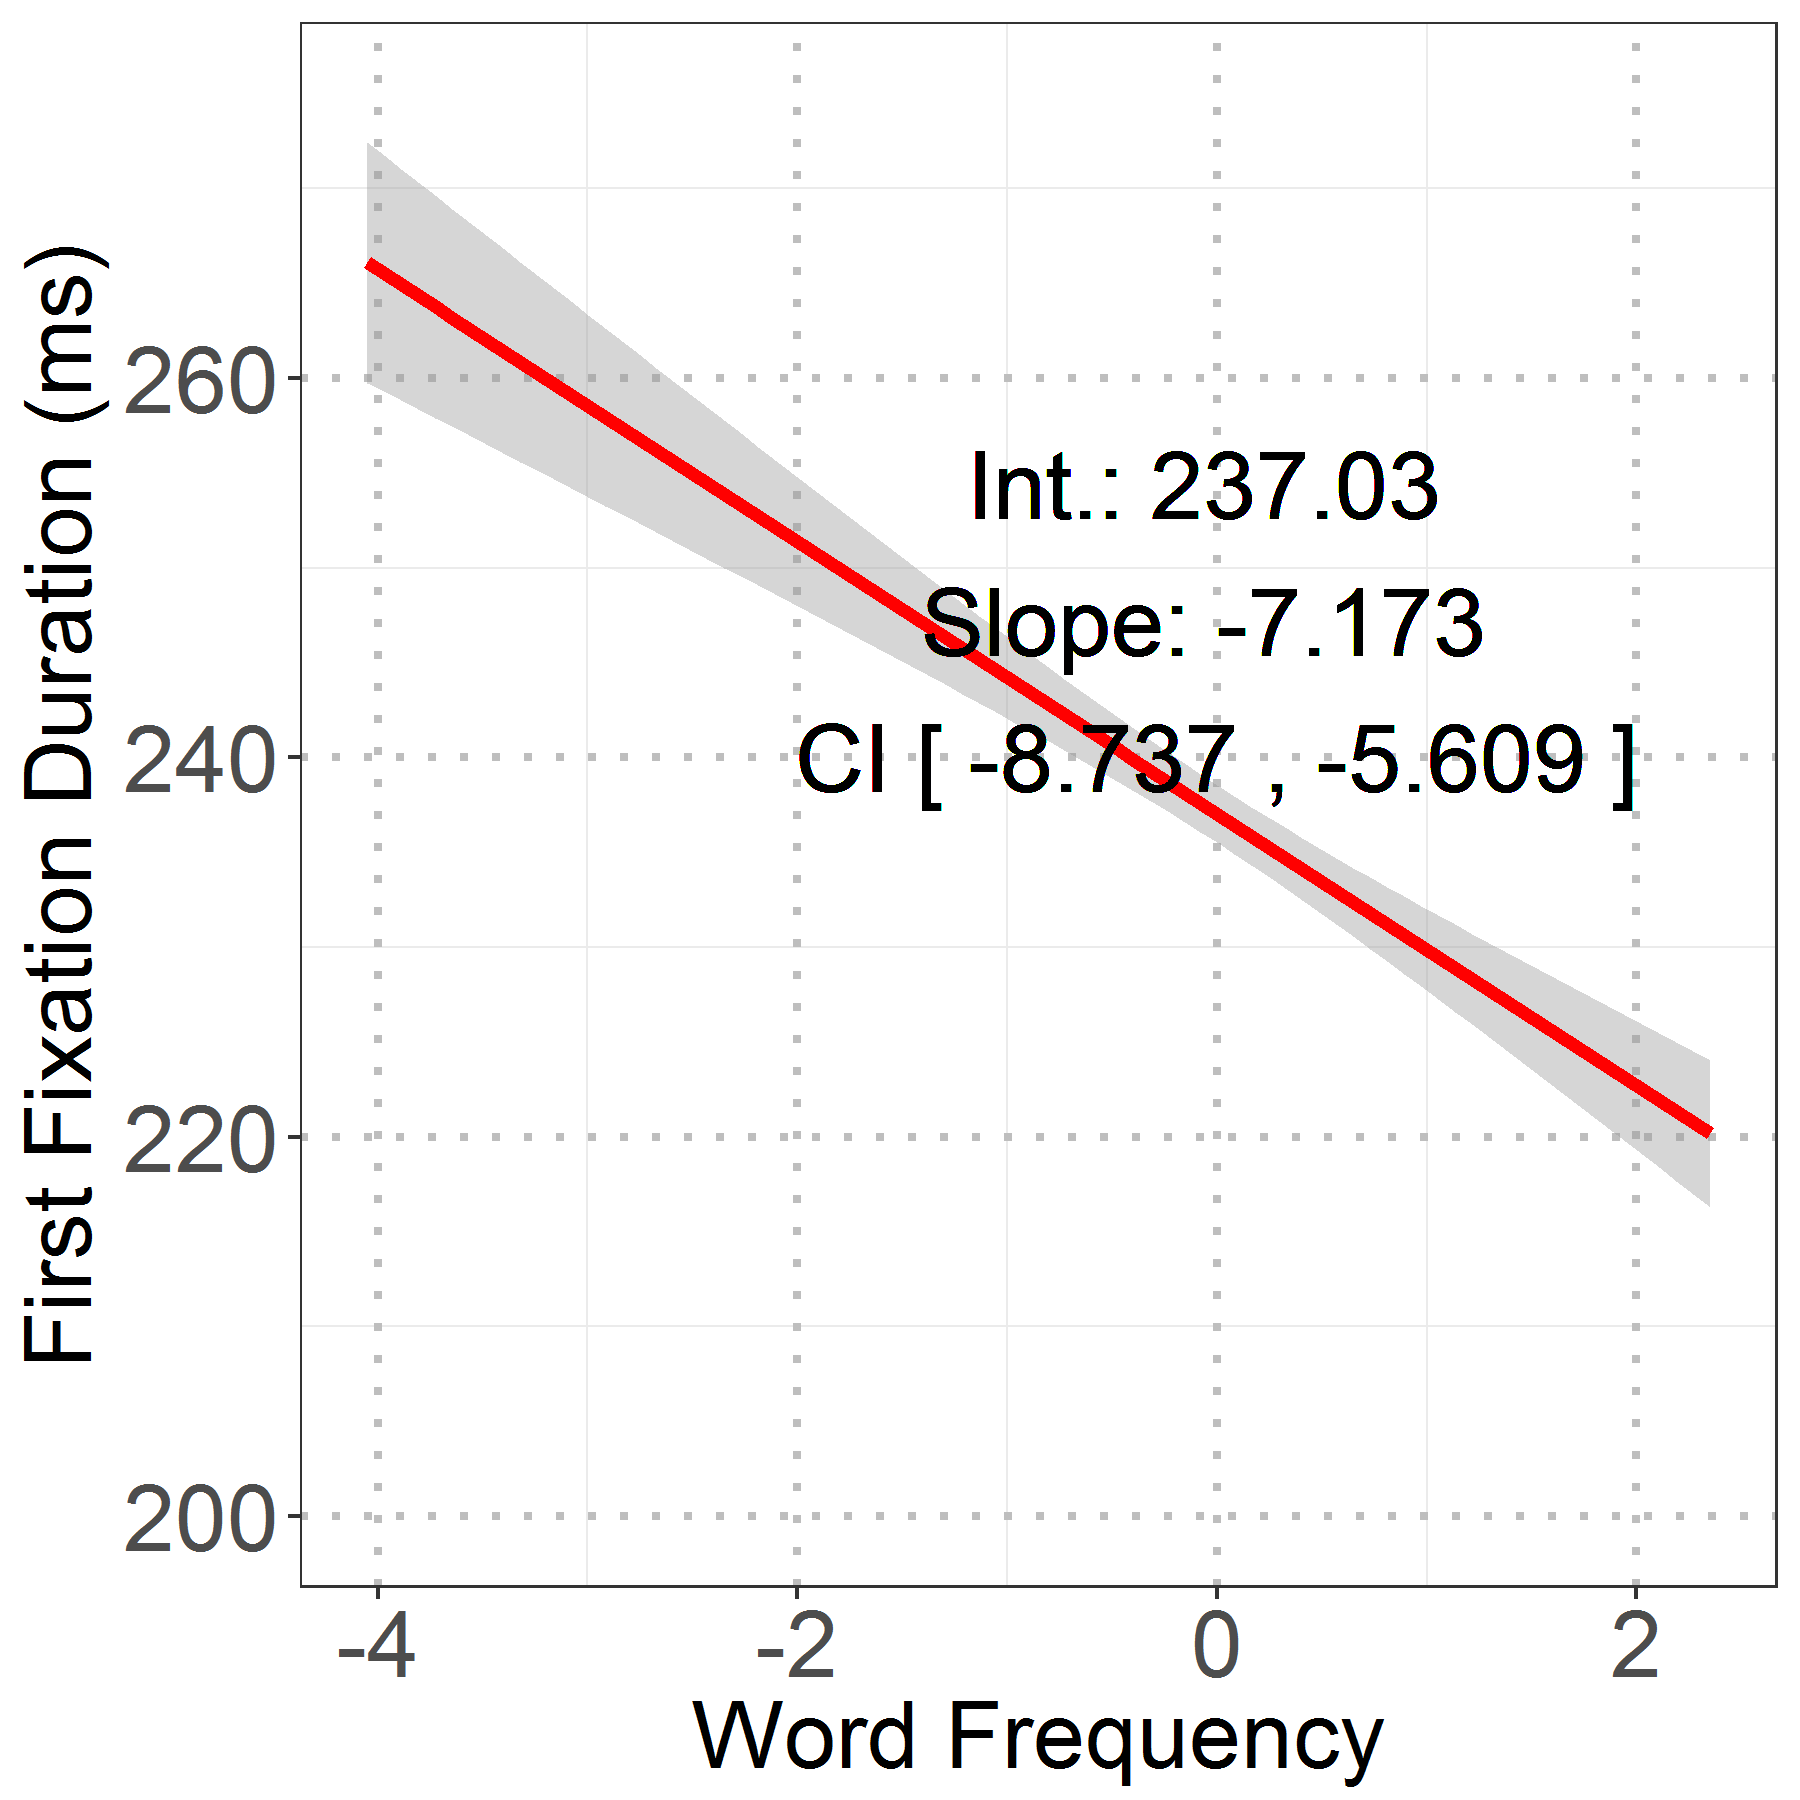 First Fixation Duration (ms)
260
240
220
200
Int.: 237.03
Slope: -7.173
CI [ -8.737 , -5.609 ]
-4 -2 0 2
Word Frequency